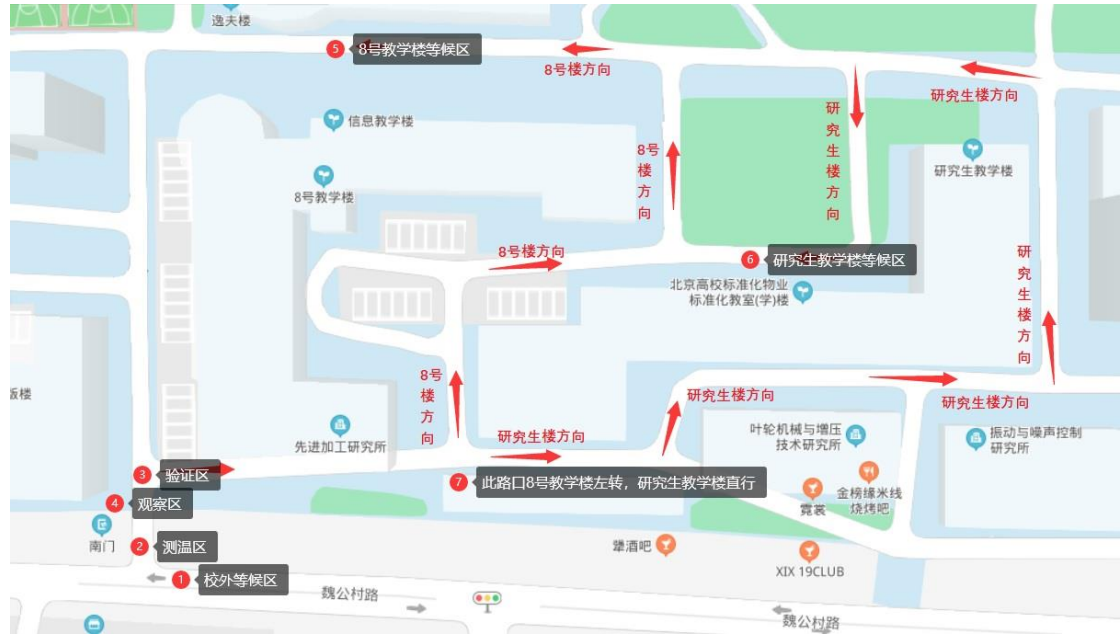 逸夫楼
5 8号教学楼等候区
8号楼方向
研究生楼方向
信息教学楼
8号教学楼
8号楼方向
研究生楼方向
研究生教学楼
8号楼方向
6 研究生教学楼等候区
北京高校标准化物业
标准化教室(学)楼
研究生楼方向
8号楼方向
研究生楼方向
研究生楼方向
研究生楼方向
先进加工研究所
叶轮机械与增压
技术研究所
振动与噪声控制
研究所
3 验证区
7 此路口8号教学楼左转，研究生教学楼直行
4 观察区
金榜缘米线
烧烤吧
霓裳
南门
2 测温区
犟酒吧
XIX 19CLUB
1 校外等候区
魏公村路
魏公村路